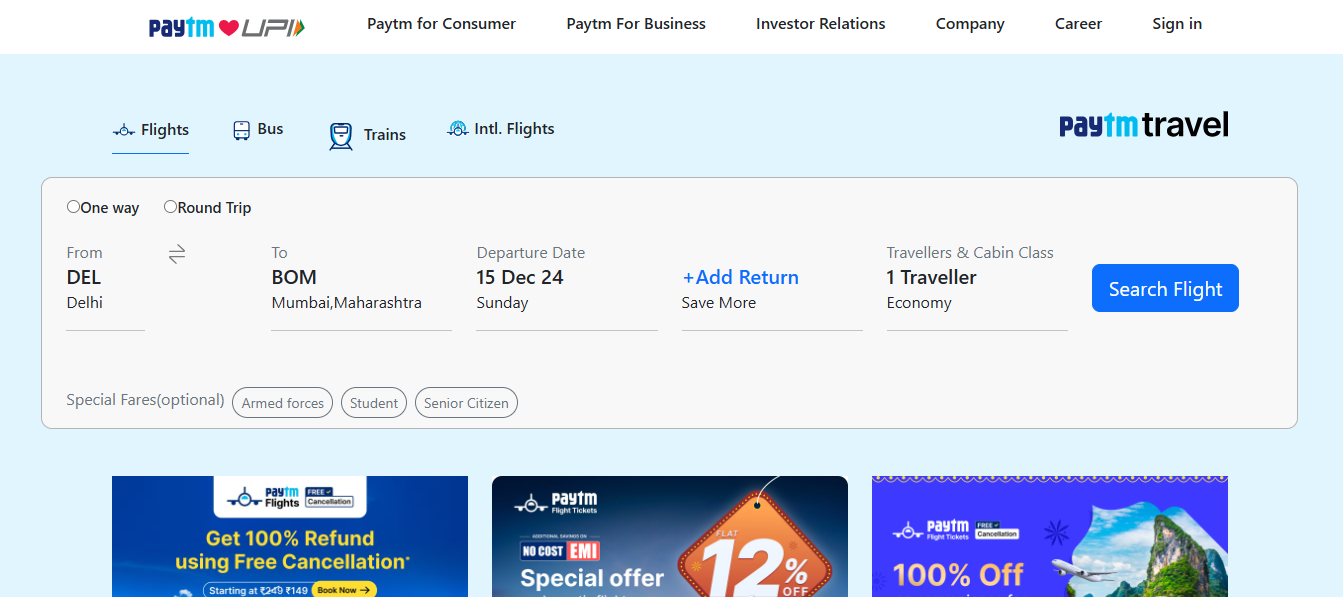 paytm UPI Paytm for Consumer Paytm For Business Investor Relations Company Career Sign in
Flights Bus Trains Intl. Flights paytm travel
One way Round Trip
From To Departure Date Travellers & Cabin Class
DEL BOM 15 Dec 24 +Add Return 1 Traveller
Delhi Mumbai,Maharashtra Sunday Save More Economy
Search Flight
Special Fares(optional) Armed forces Student Senior Citizen
paytm FREE
Flights Cancellation
Get 100% Refund
using Free Cancellation*
Starting at ₹249 ₹149 Book Now →
paytm
Flight Tickets
ADDITIONAL SAVINGS ON
NO COST EMI
Special offer
FLAT
12%
OFF
paytm FREE
Flight Tickets Cancellation
100% Off